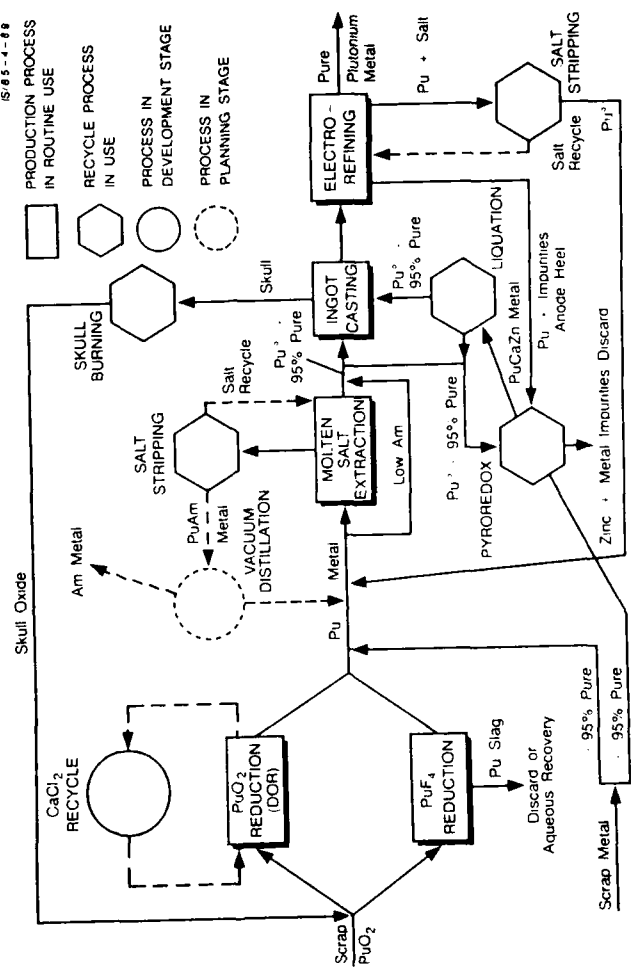 IS/85-4-89
PRODUCTION PROCESS
IN ROUTINE USE
RECYCLE PROCESS
IN USE
PROCESS IN
DEVELOPMENT STAGE
PROCESS IN
PLANNING STAGE
Skull Oxide
SKULL
BURNING
Skull
Am Metal
SALT
STRIPPING
Salt
Recycle
PuAm
Metal
VACUUM
DISTILLATION
CaCl2
RECYCLE
PuO2
REDUCTION
(DOR)
PuF4
REDUCTION
Pu Slag
Discard or
Aqueous Recovery
Scrap
PuO2
Pu
Metal
MOLTEN
SALT
EXTRACTION
Low Am
Pu° ·
95% Pure
INGOT
CASTING
ELECTRO-
REFINING
Pure
Plutonium
Metal
Pu + Salt
SALT
STRIPPING
Salt
Recycle
Pu°
Pu° ·
95% Pure
LIQUATION
Pu° · 95% Pure
PYROREDOX
PuCaZn Metal
Pu · Impurities
Anode Heel
Zinc + Metal Impurities Discard
Scrap Metal
· 95% Pure
· 95% Pure